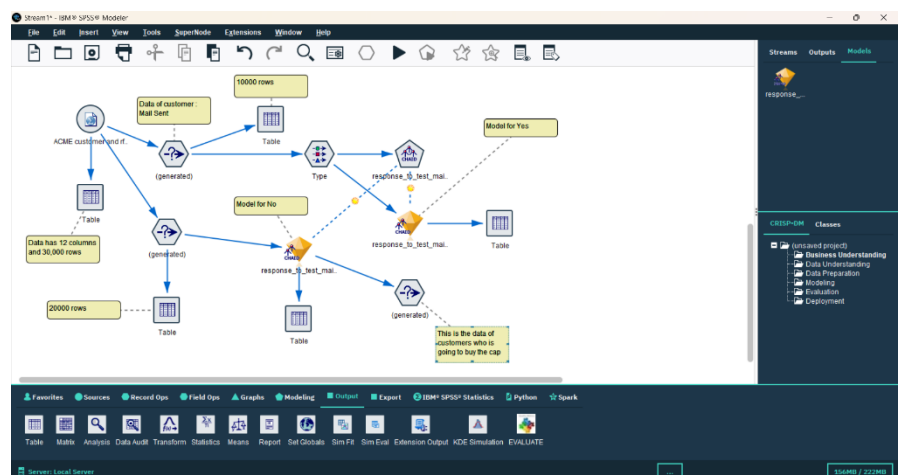 Stream1* - IBM® SPSS® Modeler
File Edit Insert View Tools SuperNode Extensions Window Help
Streams Outputs Models
response_...
10000 rows
Data of customer :
Mail Sent
Model for Yes
ACME customer and rf..
(generated)
Table
Type
CHAID
response_to_test_mai..
Table
Model for No
CHAID
response_to_test_mai..
Table
Data has 12 columns
and 30,000 rows
(generated)
CHAID
response_to_test_mai..
20000 rows
Table
Table
(generated)
This is the data of
customers who is
going to buy the cap
CRISP-DM Classes
(unsaved project)
Business Understanding
Data Understanding
Data Preparation
Modeling
Evaluation
Deployment
Favorites Sources Record Ops Field Ops Graphs Modeling Output Export IBM® SPSS® Statistics Python Spark
Table Matrix Analysis Data Audit Transform Statistics Means Report Set Globals Sim Fit Sim Eval Extension Output KDE Simulation EVALUATE
Server: Local Server
...
156MB / 222MB